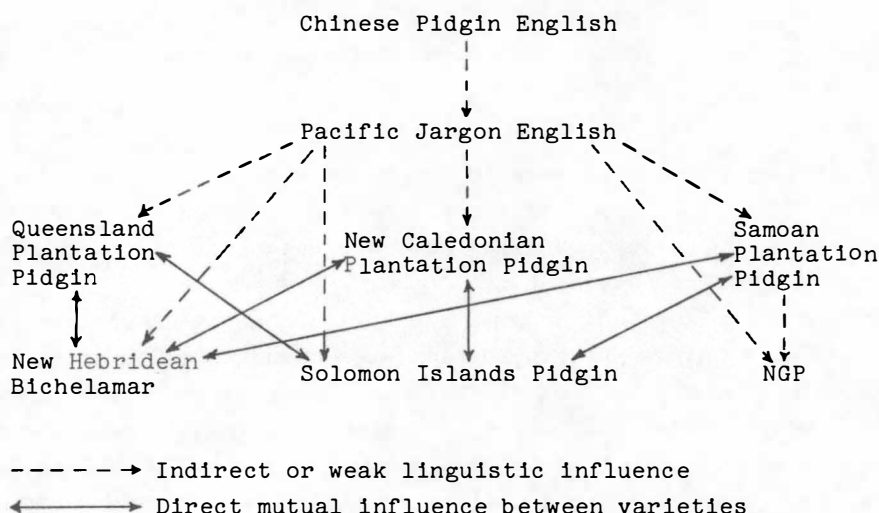 Chinese Pidgin English
Pacific Jargon English
Queensland
Plantation
Pidgin
New Caledonian
Plantation Pidgin
Samoan
Plantation
Pidgin
New Hebridean
Bichelamar
Solomon Islands Pidgin
NGP
Indirect or weak linguistic influence
Direct mutual influence between varieties